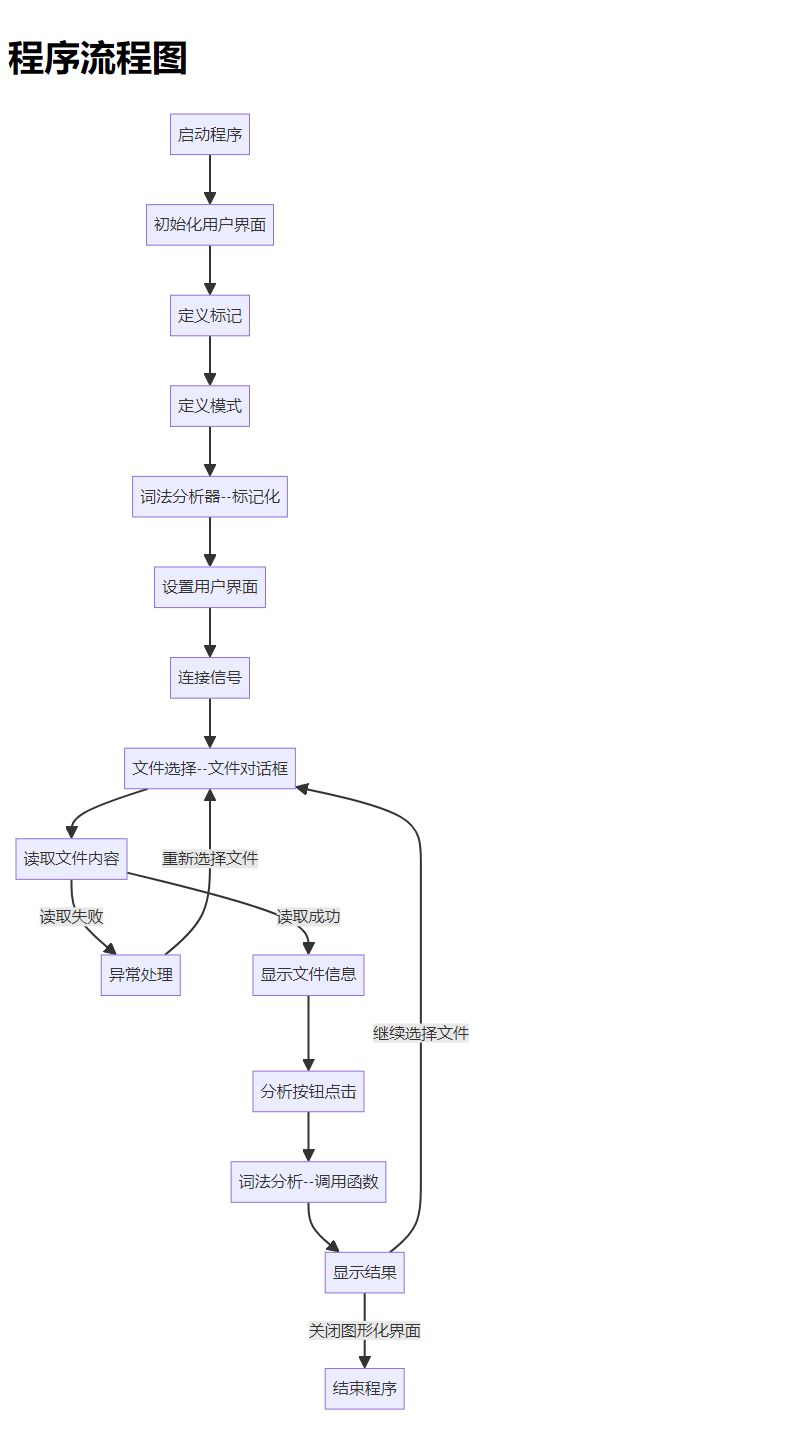 程序流程图
启动程序
初始化用户界面
定义标记
定义模式
词法分析器--标记化
设置用户界面
连接信号
文件选择--文件对话框
读取文件内容
重新选择文件
读取失败
读取成功
异常处理
显示文件信息
继续选择文件
分析按钮点击
词法分析--调用函数
显示结果
关闭图形化界面
结束程序